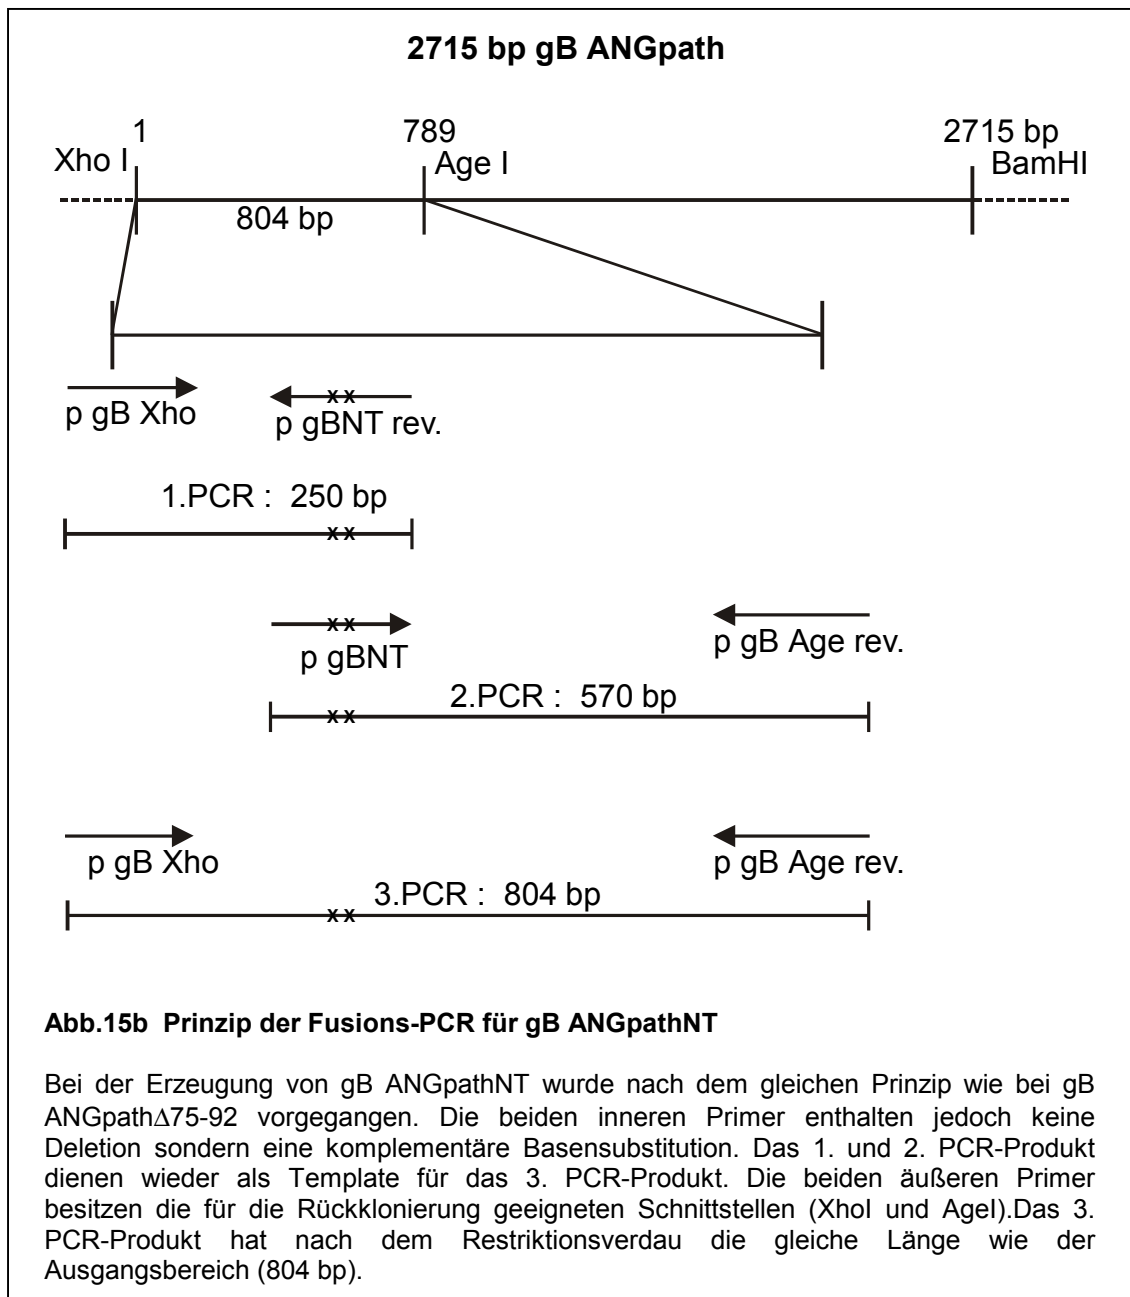 2715 bp gB ANGpath
1 789 2715 bp
Xho I Age I BamHI
804 bp
x x
p gB Xho p gBNT rev.
1.PCR : 250 bp
x x
x x
p gBNT p gB Age rev.
2.PCR : 570 bp
x x
p gB Xho p gB Age rev.
3.PCR : 804 bp
x x
Abb.15b Prinzip der Fusions-PCR für gB ANGpathNT
Bei der Erzeugung von gB ANGpathNT wurde nach dem gleichen Prinzip wie bei gB
ANGpathΔ75-92 vorgegangen. Die beiden inneren Primer enthalten jedoch keine
Deletion sondern eine komplementäre Basensubstitution. Das 1. und 2. PCR-Produkt
dienen wieder als Template für das 3. PCR-Produkt. Die beiden äußeren Primer
besitzen die für die Rückklonierung geeigneten Schnittstellen (XhoI und AgeI).Das 3.
PCR-Produkt hat nach dem Restriktionsverdau die gleiche Länge wie der
Ausgangsbereich (804 bp).